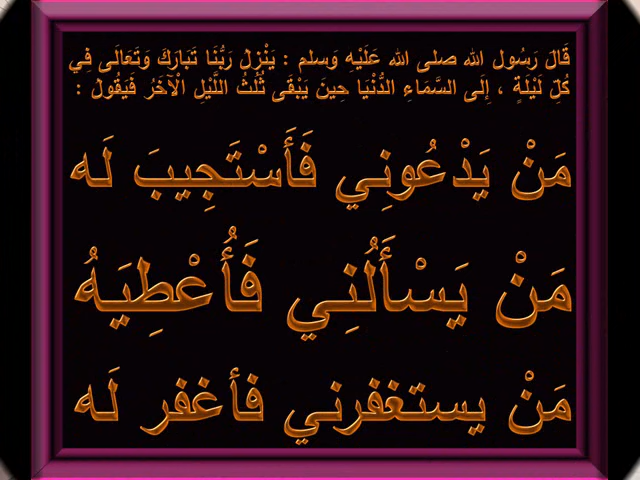 قَالَ رَسُول الله صلى الله عَلَيْهِ وَسلم : يَنْزِلُ رَبُّنَا تَبَارَكَ وَتَعَالَى فِي
كُلِّ لَيْلَةٍ ، إِلَى السَّمَاءِ الدُّنْيَا حِينَ يَبْقَى ثُلُثُ اللَّيْلِ الْآخَرُ فَيَقُولُ :
مَنْ يَدْعُونِي فَأَسْتَجِيبَ لَه
مَنْ يَسْأَلُنِي فَأُعْطِيَهُ
مَنْ يستغفرني فأغفر لَه